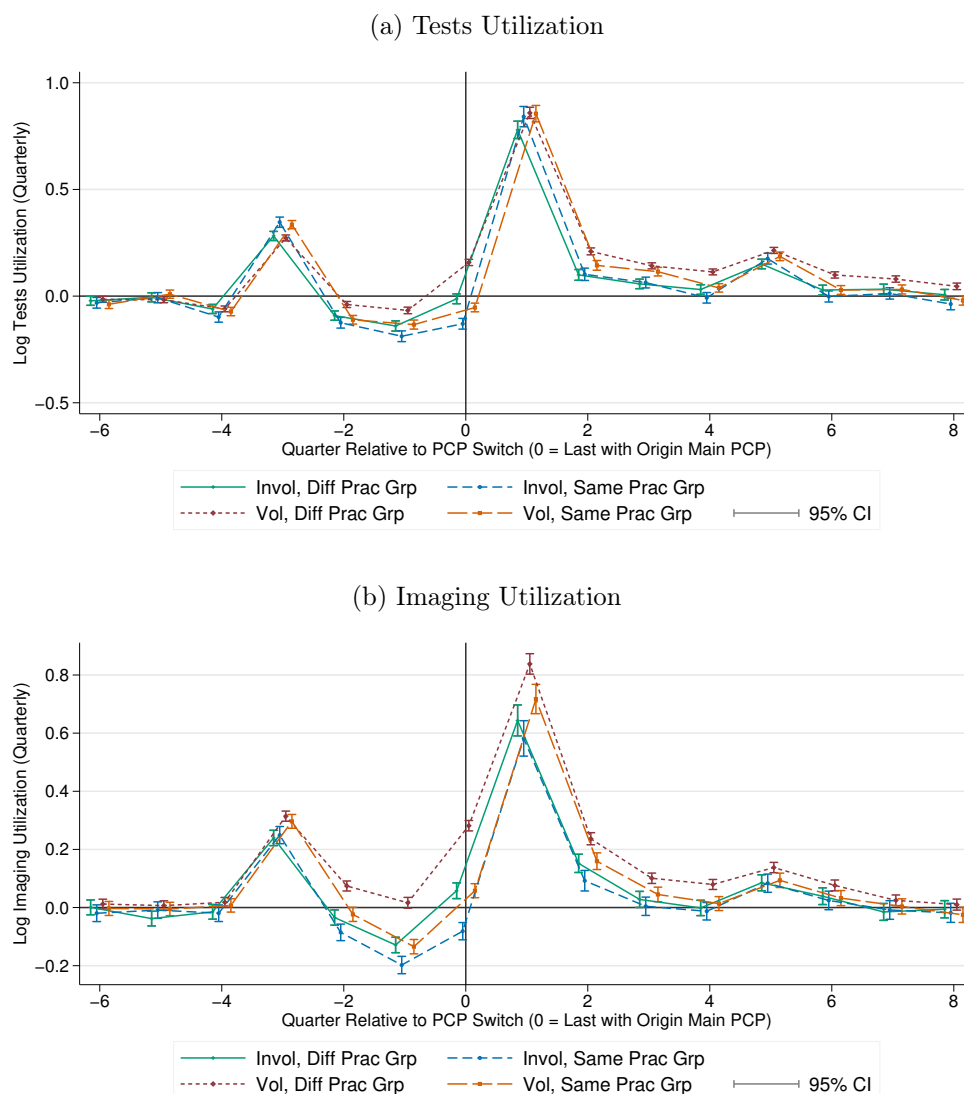 (a) Tests Utilization
Log Tests Utilization (Quarterly)
1.0
0.5
0.0
−0.5
−6 −4 −2 0 2 4 6 8
Quarter Relative to PCP Switch (0 = Last with Origin Main PCP)
Invol, Diff Prac Grp Invol, Same Prac Grp
Vol, Diff Prac Grp Vol, Same Prac Grp 95% CI
(b) Imaging Utilization
Log Imaging Utilization (Quarterly)
0.8
0.6
0.4
0.2
0.0
−0.2
−6 −4 −2 0 2 4 6 8
Quarter Relative to PCP Switch (0 = Last with Origin Main PCP)
Invol, Diff Prac Grp Invol, Same Prac Grp
Vol, Diff Prac Grp Vol, Same Prac Grp 95% CI